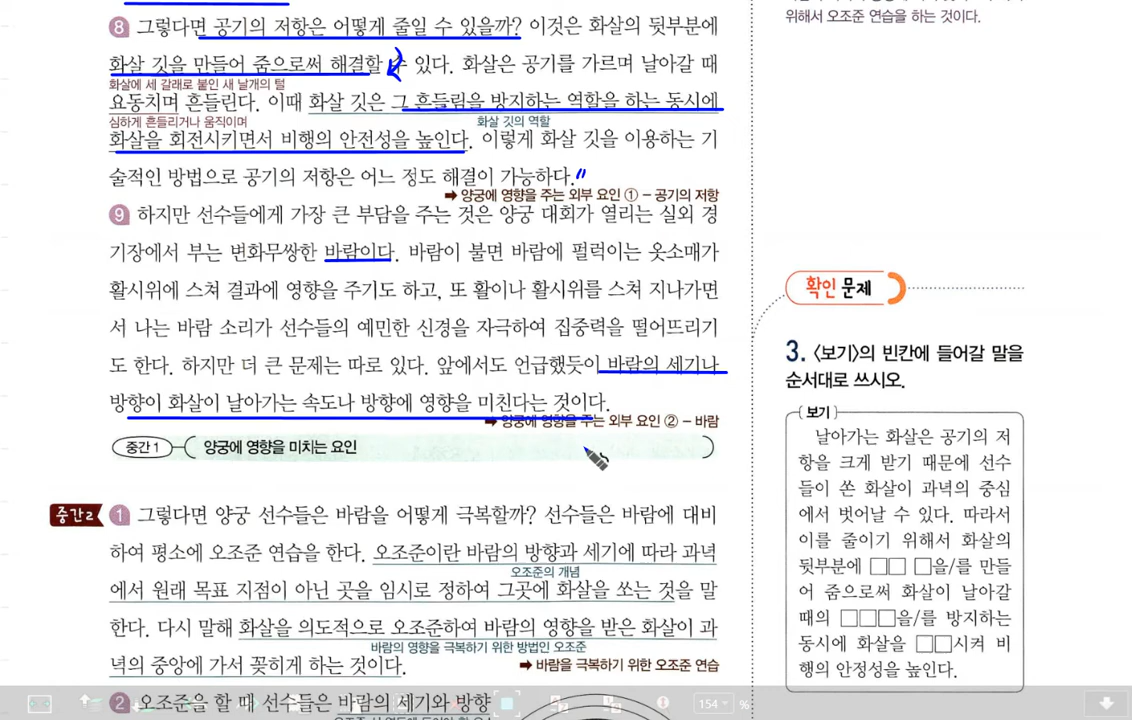 위해서 오조준 연습을 하는 것이다.
8 그렇다면 공기의 저항은 어떻게 줄일 수 있을까? 이것은 화살의 뒷부분에
화살 깃을 만들어 줌으로써 해결할 수 있다. 화살은 공기를 가르며 날아갈 때
화살에 세 갈래로 붙인 새 날개의 털
요동치며 흔들린다. 이때 화살 깃은 그 흔들림을 방지하는 역할을 하는 동시에
심하게 흔들리거나 움직이며
화살 깃의 역할
화살을 회전시키면서 비행의 안전성을 높인다. 이렇게 화살 깃을 이용하는 기
술적인 방법으로 공기의 저항은 어느 정도 해결이 가능하다.
➡ 양궁에 영향을 주는 외부 요인 ① – 공기의 저항
9 하지만 선수들에게 가장 큰 부담을 주는 것은 양궁 대회가 열리는 실외 경
기장에서 부는 변화무쌍한 바람이다. 바람이 불면 바람에 펄럭이는 옷소매가
활시위에 스쳐 결과에 영향을 주기도 하고, 또 활이나 활시위를 스쳐 지나가면
서 나는 바람 소리가 선수들의 예민한 신경을 자극하여 집중력을 떨어뜨리기
도 한다. 하지만 더 큰 문제는 따로 있다. 앞에서도 언급했듯이 바람의 세기나
방향이 화살이 날아가는 속도나 방향에 영향을 미친다는 것이다.
➡ 양궁에 영향을 주는 외부 요인 ② – 바람
중간 1 양궁에 영향을 미치는 요인
중간 2 1 그렇다면 양궁 선수들은 바람을 어떻게 극복할까? 선수들은 바람에 대비
하여 평소에 오조준 연습을 한다. 오조준이란 바람의 방향과 세기에 따라 과녁
오조준의 개념
에서 원래 목표 지점이 아닌 곳을 임시로 정하여 그곳에 화살을 쏘는 것을 말
한다. 다시 말해 화살을 의도적으로 오조준하여 바람의 영향을 받은 화살이 과
바람의 영향을 극복하기 위한 방법인 오조준
녁의 중앙에 가서 꽂히게 하는 것이다.
➡ 바람을 극복하기 위한 오조준 연습
2 오조준을 할 때 선수들은 바람의 세기와 방향
154 %
확인 문제
3. 〈보기〉의 빈칸에 들어갈 말을
순서대로 쓰시오.
보기
날아가는 화살은 공기의 저
항을 크게 받기 때문에 선수
들이 쏜 화살이 과녁의 중심
에서 벗어날 수 있다. 따라서
이를 줄이기 위해서 화살의
뒷부분에 □□ □을/를 만들
어 줌으로써 화살이 날아갈
때의 □□□을/를 방지하는
동시에 화살을 □□시켜 비
행의 안정성을 높인다.